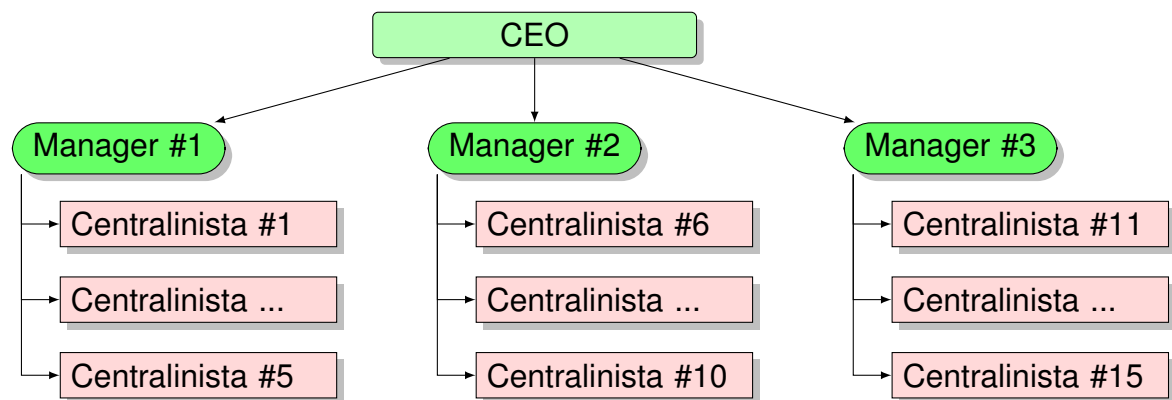 CEO
Manager #1
Manager #2
Manager #3
Centralinista #1
Centralinista #6
Centralinista #11
Centralinista ...
Centralinista ...
Centralinista ...
Centralinista #5
Centralinista #10
Centralinista #15